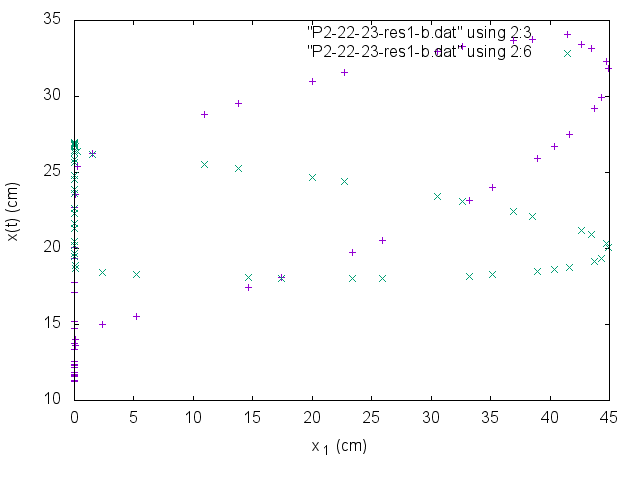 "P2-22-23-res1-b.dat" using 2:3
"P2-22-23-res1-b.dat" using 2:6
35
30
25
20
15
10
x(t) (cm)
0 5 10 15 20 25 30 35 40 45
x 1 (cm)